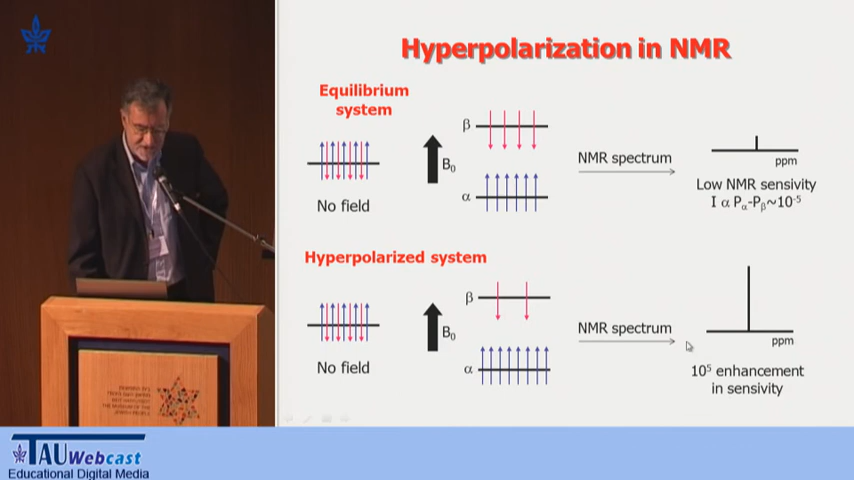 Hyperpolarization in NMR
Equilibrium
system
β
B₀
α
No field
NMR spectrum
ppm
Low NMR sensivity
I α Pα-Pβ~10⁻⁵
Hyperpolarized system
β
B₀
α
No field
NMR spectrum
ppm
10⁵ enhancement
in sensivity
TAUWebcast
Educational Digital Media